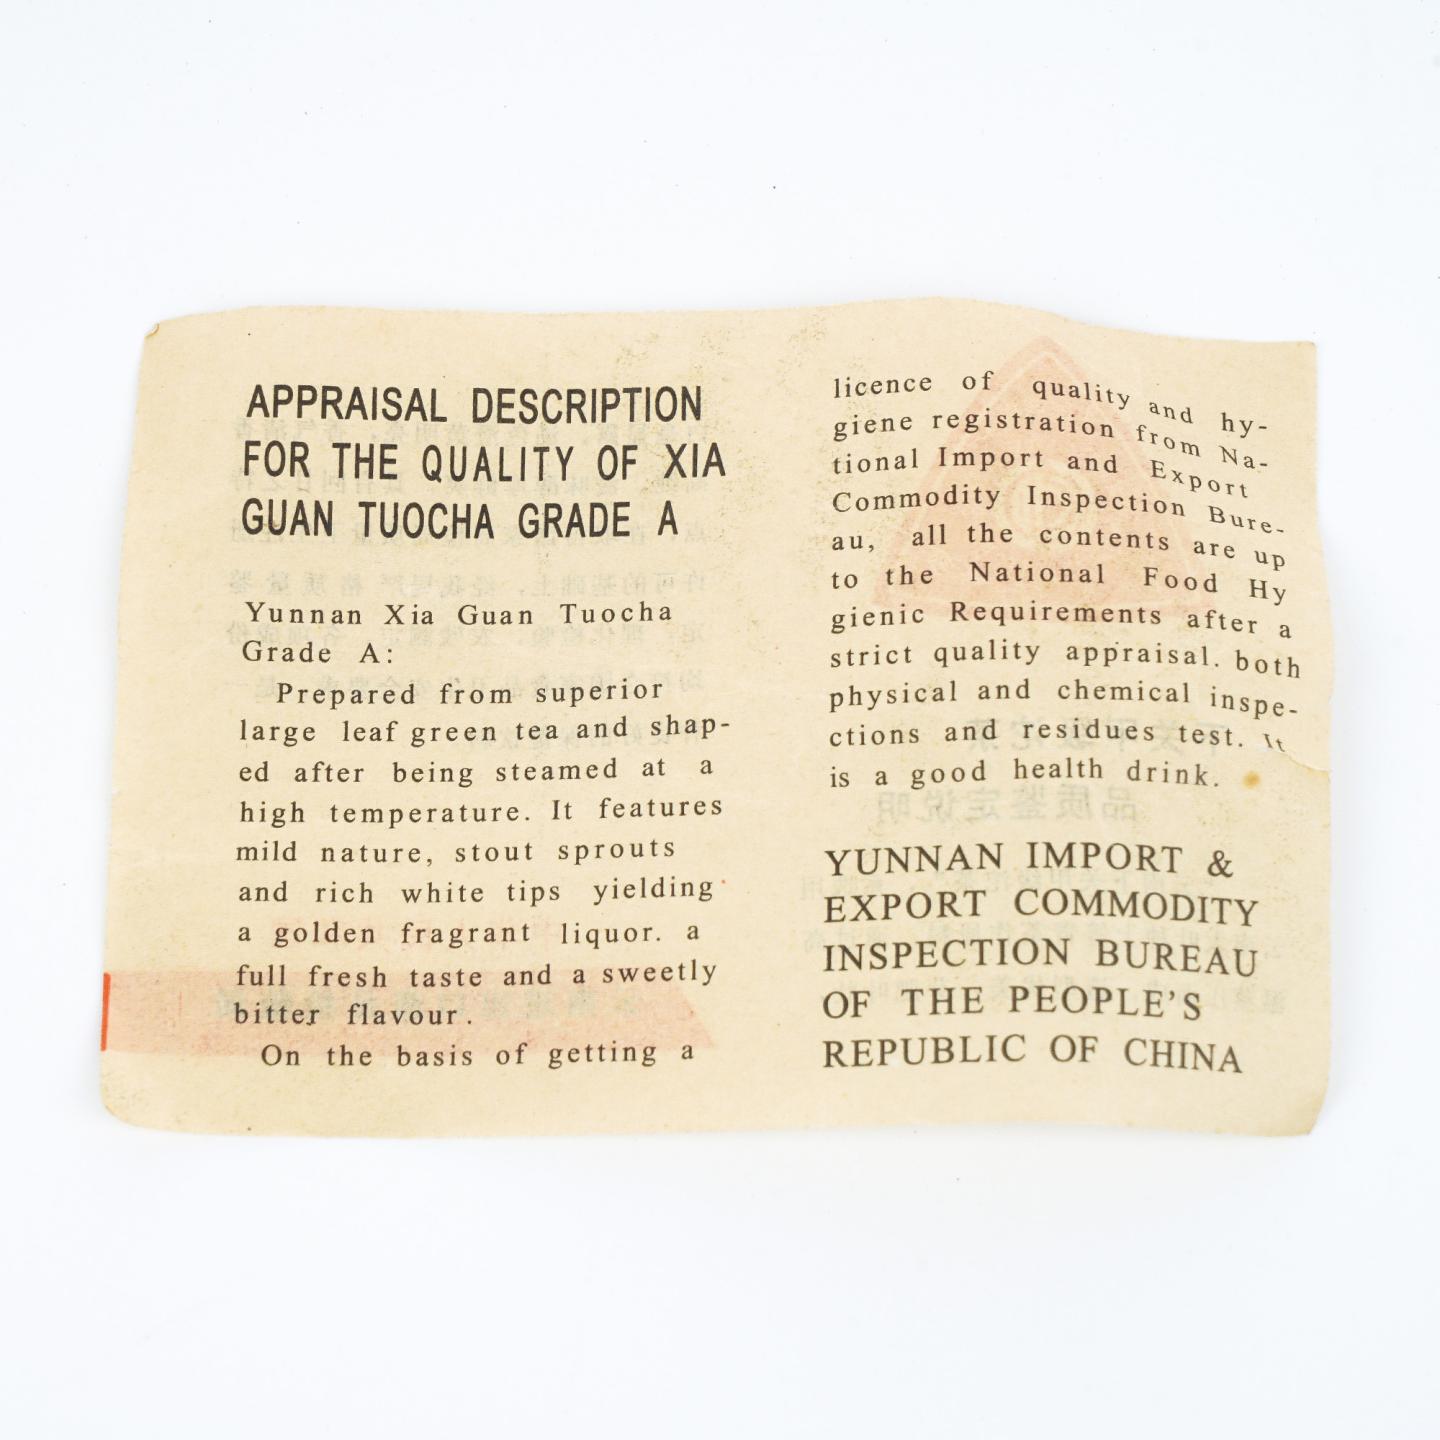 APPRAISAL DESCRIPTION
FOR THE QUALITY OF XIA
GUAN TUOCHA GRADE A
Yunnan Xia Guan Tuocha
Grade A:
Prepared from superior
large leaf green tea and shap-
ed after being steamed at a
high temperature. It features
mild nature, stout sprouts
and rich white tips yielding
a golden fragrant liquor. a
full fresh taste and a sweetly
bitter flavour.
On the basis of getting a
licence of quality and hy-
giene registration from Na-
tional Import and Export
Commodity Inspection Bure-
au, all the contents are up
to the National Food Hy
gienic Requirements after a
strict quality appraisal. both
physical and chemical inspe-
ctions and residues test. It
is a good health drink.
YUNNAN IMPORT &
EXPORT COMMODITY
INSPECTION BUREAU
OF THE PEOPLE'S
REPUBLIC OF CHINA